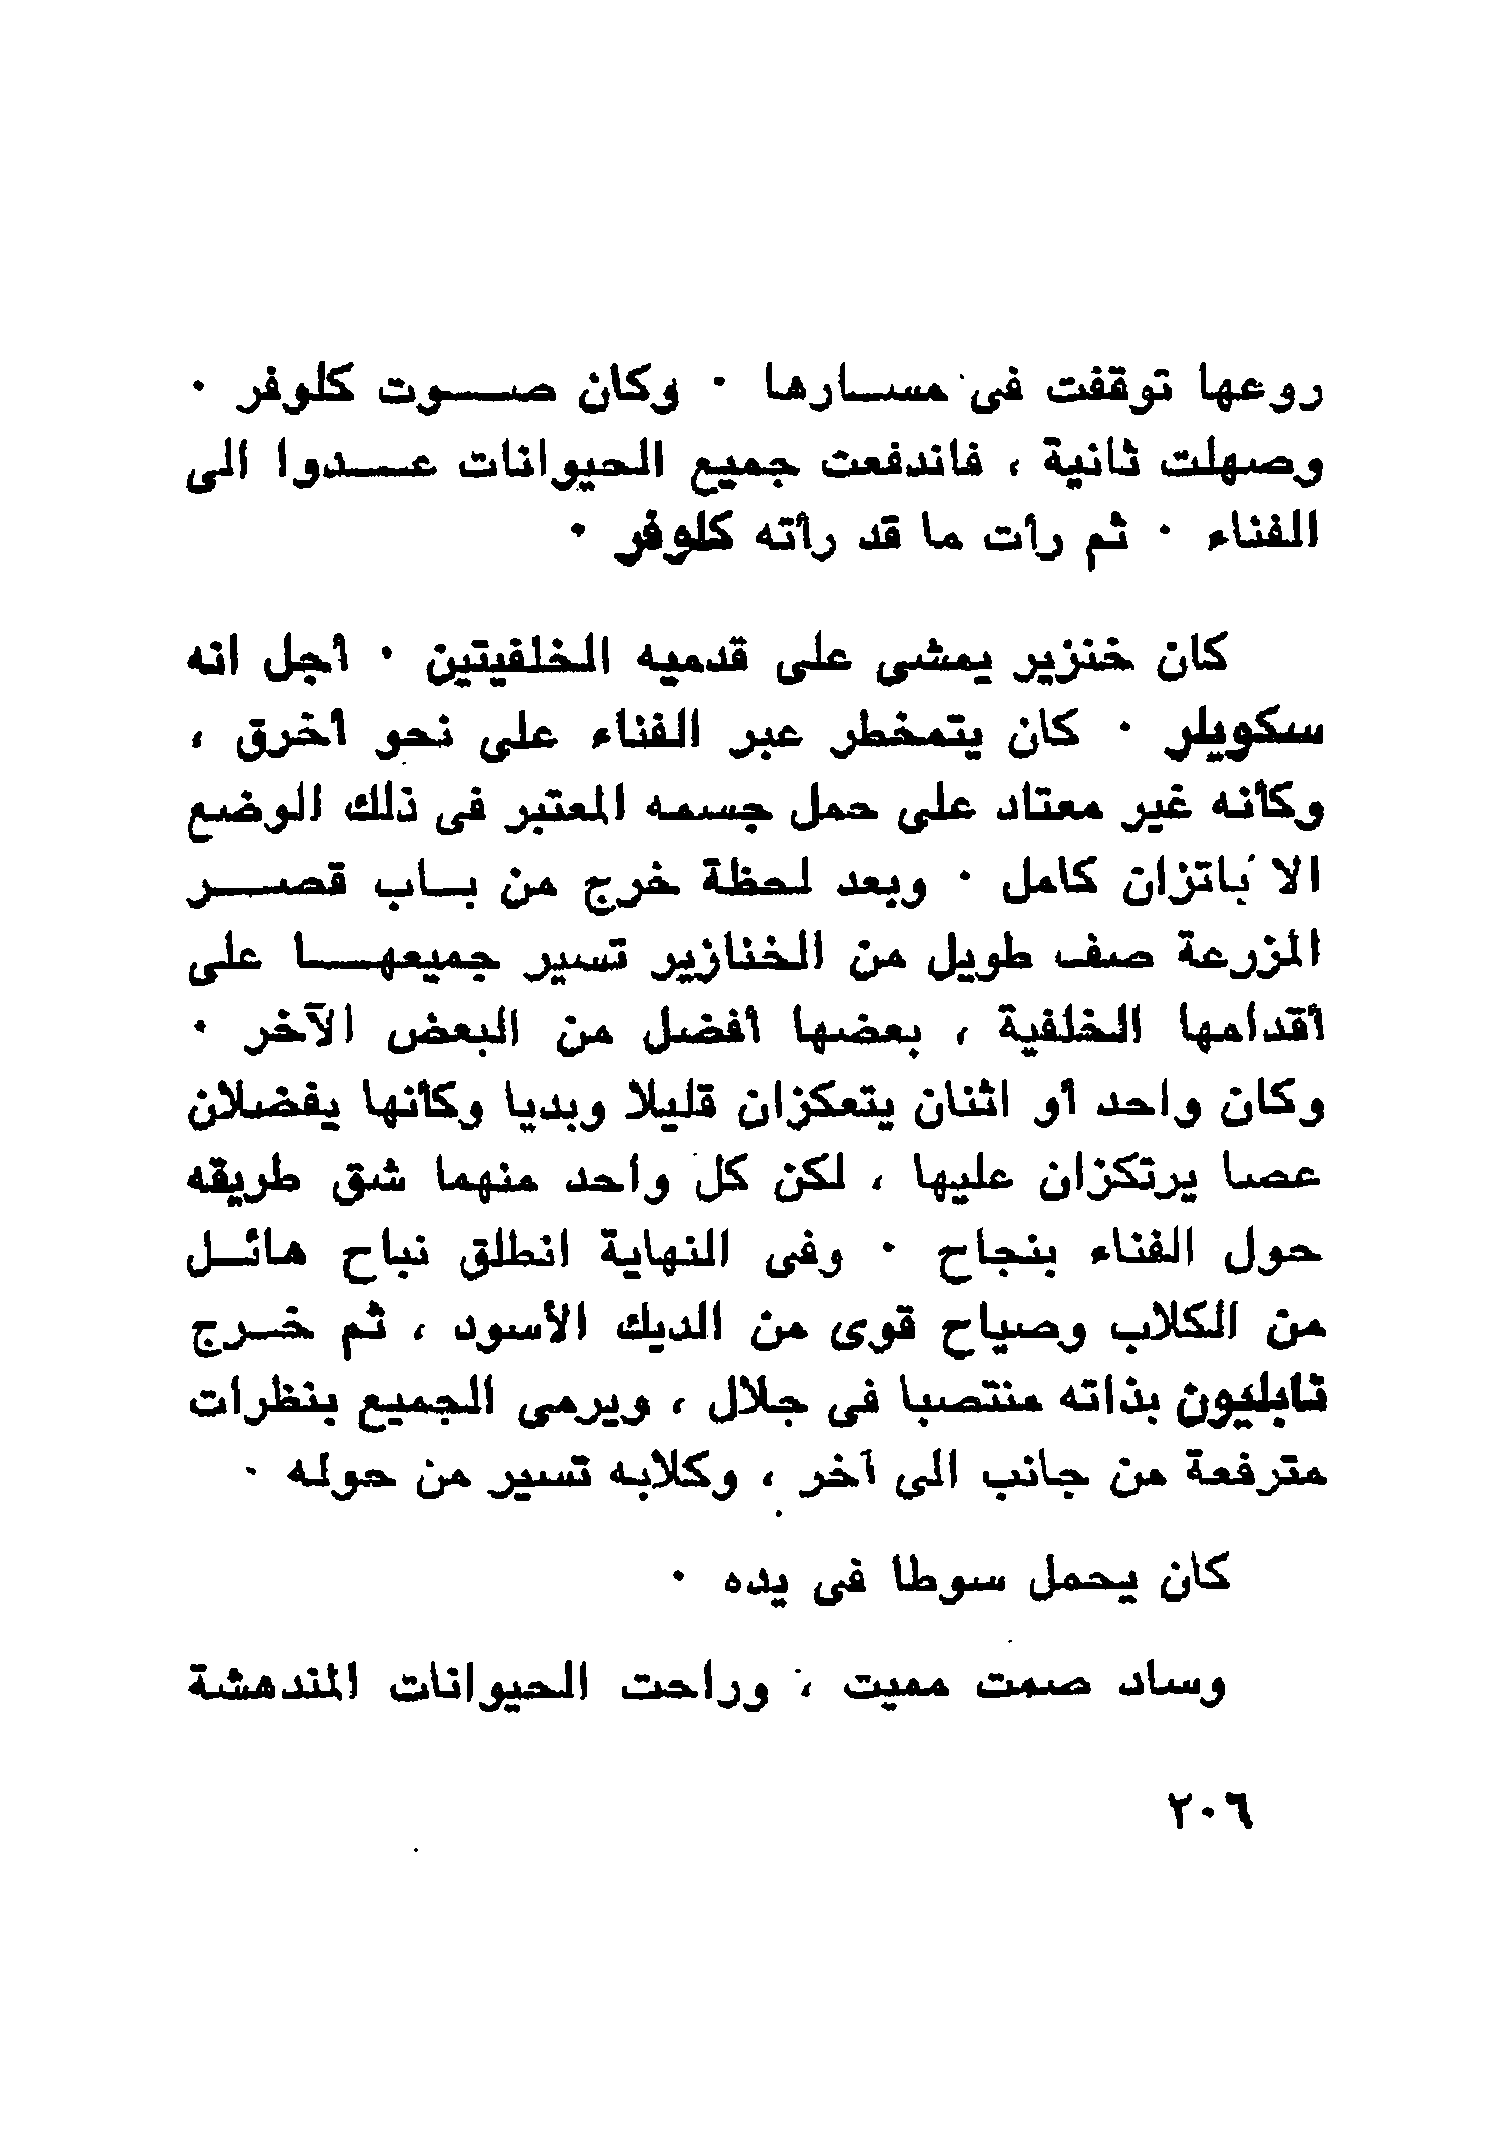 روعها توقفت فى مسارها . وكان صوت كلوفر .
وصهلت ثانية ، فاندفعت جميع الحيوانات عدوا الى
الفناء . ثم رأت ما قد رأته كلوفر .
كان خنزير يمشى على قدميه الخلفيتين . أجل انه
سكويلر . كان يتمخطر عبر الفناء على نحو أخرق ،
وكأنه غير معتاد على حمل جسمه المعتبر فى ذلك الوضع
الا باتزان كامل . وبعد لحظة خرج من باب قصر
المزرعة صف طويل من الخنازير تسير جميعها على
أقدامها الخلفية ، بعضها أفضل من البعض الآخر .
وكان واحد أو اثنان يتعكزان قليلا وبديا وكأنها يفضلان
عصا يرتكزان عليها ، لكن كل واحد منهما شق طريقه
حول الفناء بنجاح . وفى النهاية انطلق نباح هائل
من الكلاب وصياح قوى من الديك الأسود ، ثم خرج
نابليون بذاته منتصبا فى جلال ، ويرمى الجميع بنظرات
مترفعة من جانب الى آخر ، وكلابه تسير من حوله .
كان يحمل سوطا فى يده .
وساد صمت مميت ، وراحت الحيوانات المندهشة
٢٠٦